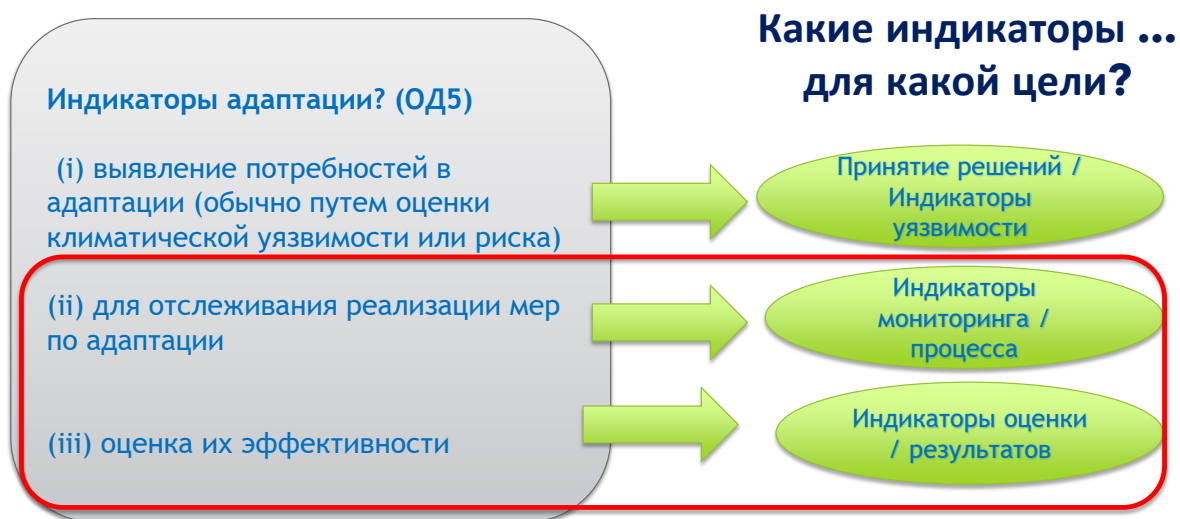 Какие индикаторы ...
для какой цели?
Индикаторы адаптации? (ОД5)
(i) выявление потребностей в
адаптации (обычно путем оценки
климатической уязвимости или риска)
Принятие решений /
Индикаторы
уязвимости
(ii) для отслеживания реализации мер
по адаптации
Индикаторы
мониторинга /
процесса
(iii) оценка их эффективности
Индикаторы оценки
/ результатов